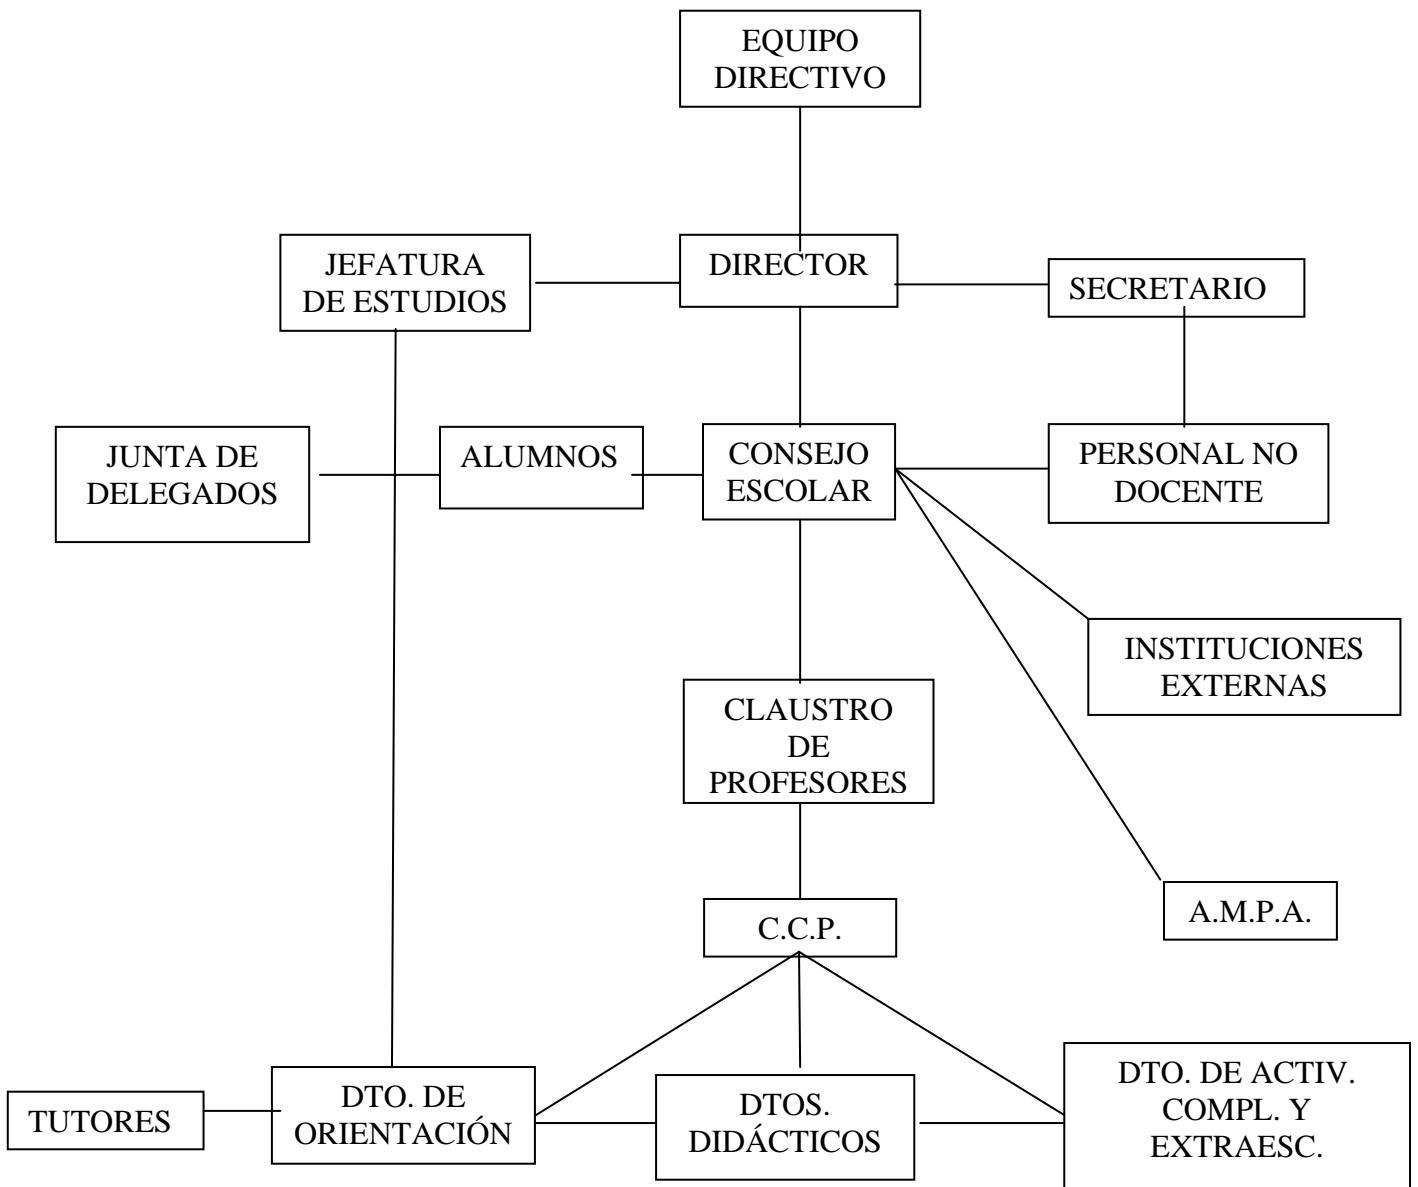 EQUIPO
DIRECTIVO
JEFATURA
DE ESTUDIOS
DIRECTOR
SECRETARIO
JUNTA DE
DELEGADOS
ALUMNOS
CONSEJO
ESCOLAR
PERSONAL NO
DOCENTE
INSTITUCIONES
EXTERNAS
CLAUSTRO
DE
PROFESORES
A.M.P.A.
C.C.P.
TUTORES
DTO. DE
ORIENTACIÓN
DTOS.
DIDÁCTICOS
DTO. DE ACTIV.
COMPL. Y
EXTRAESC.